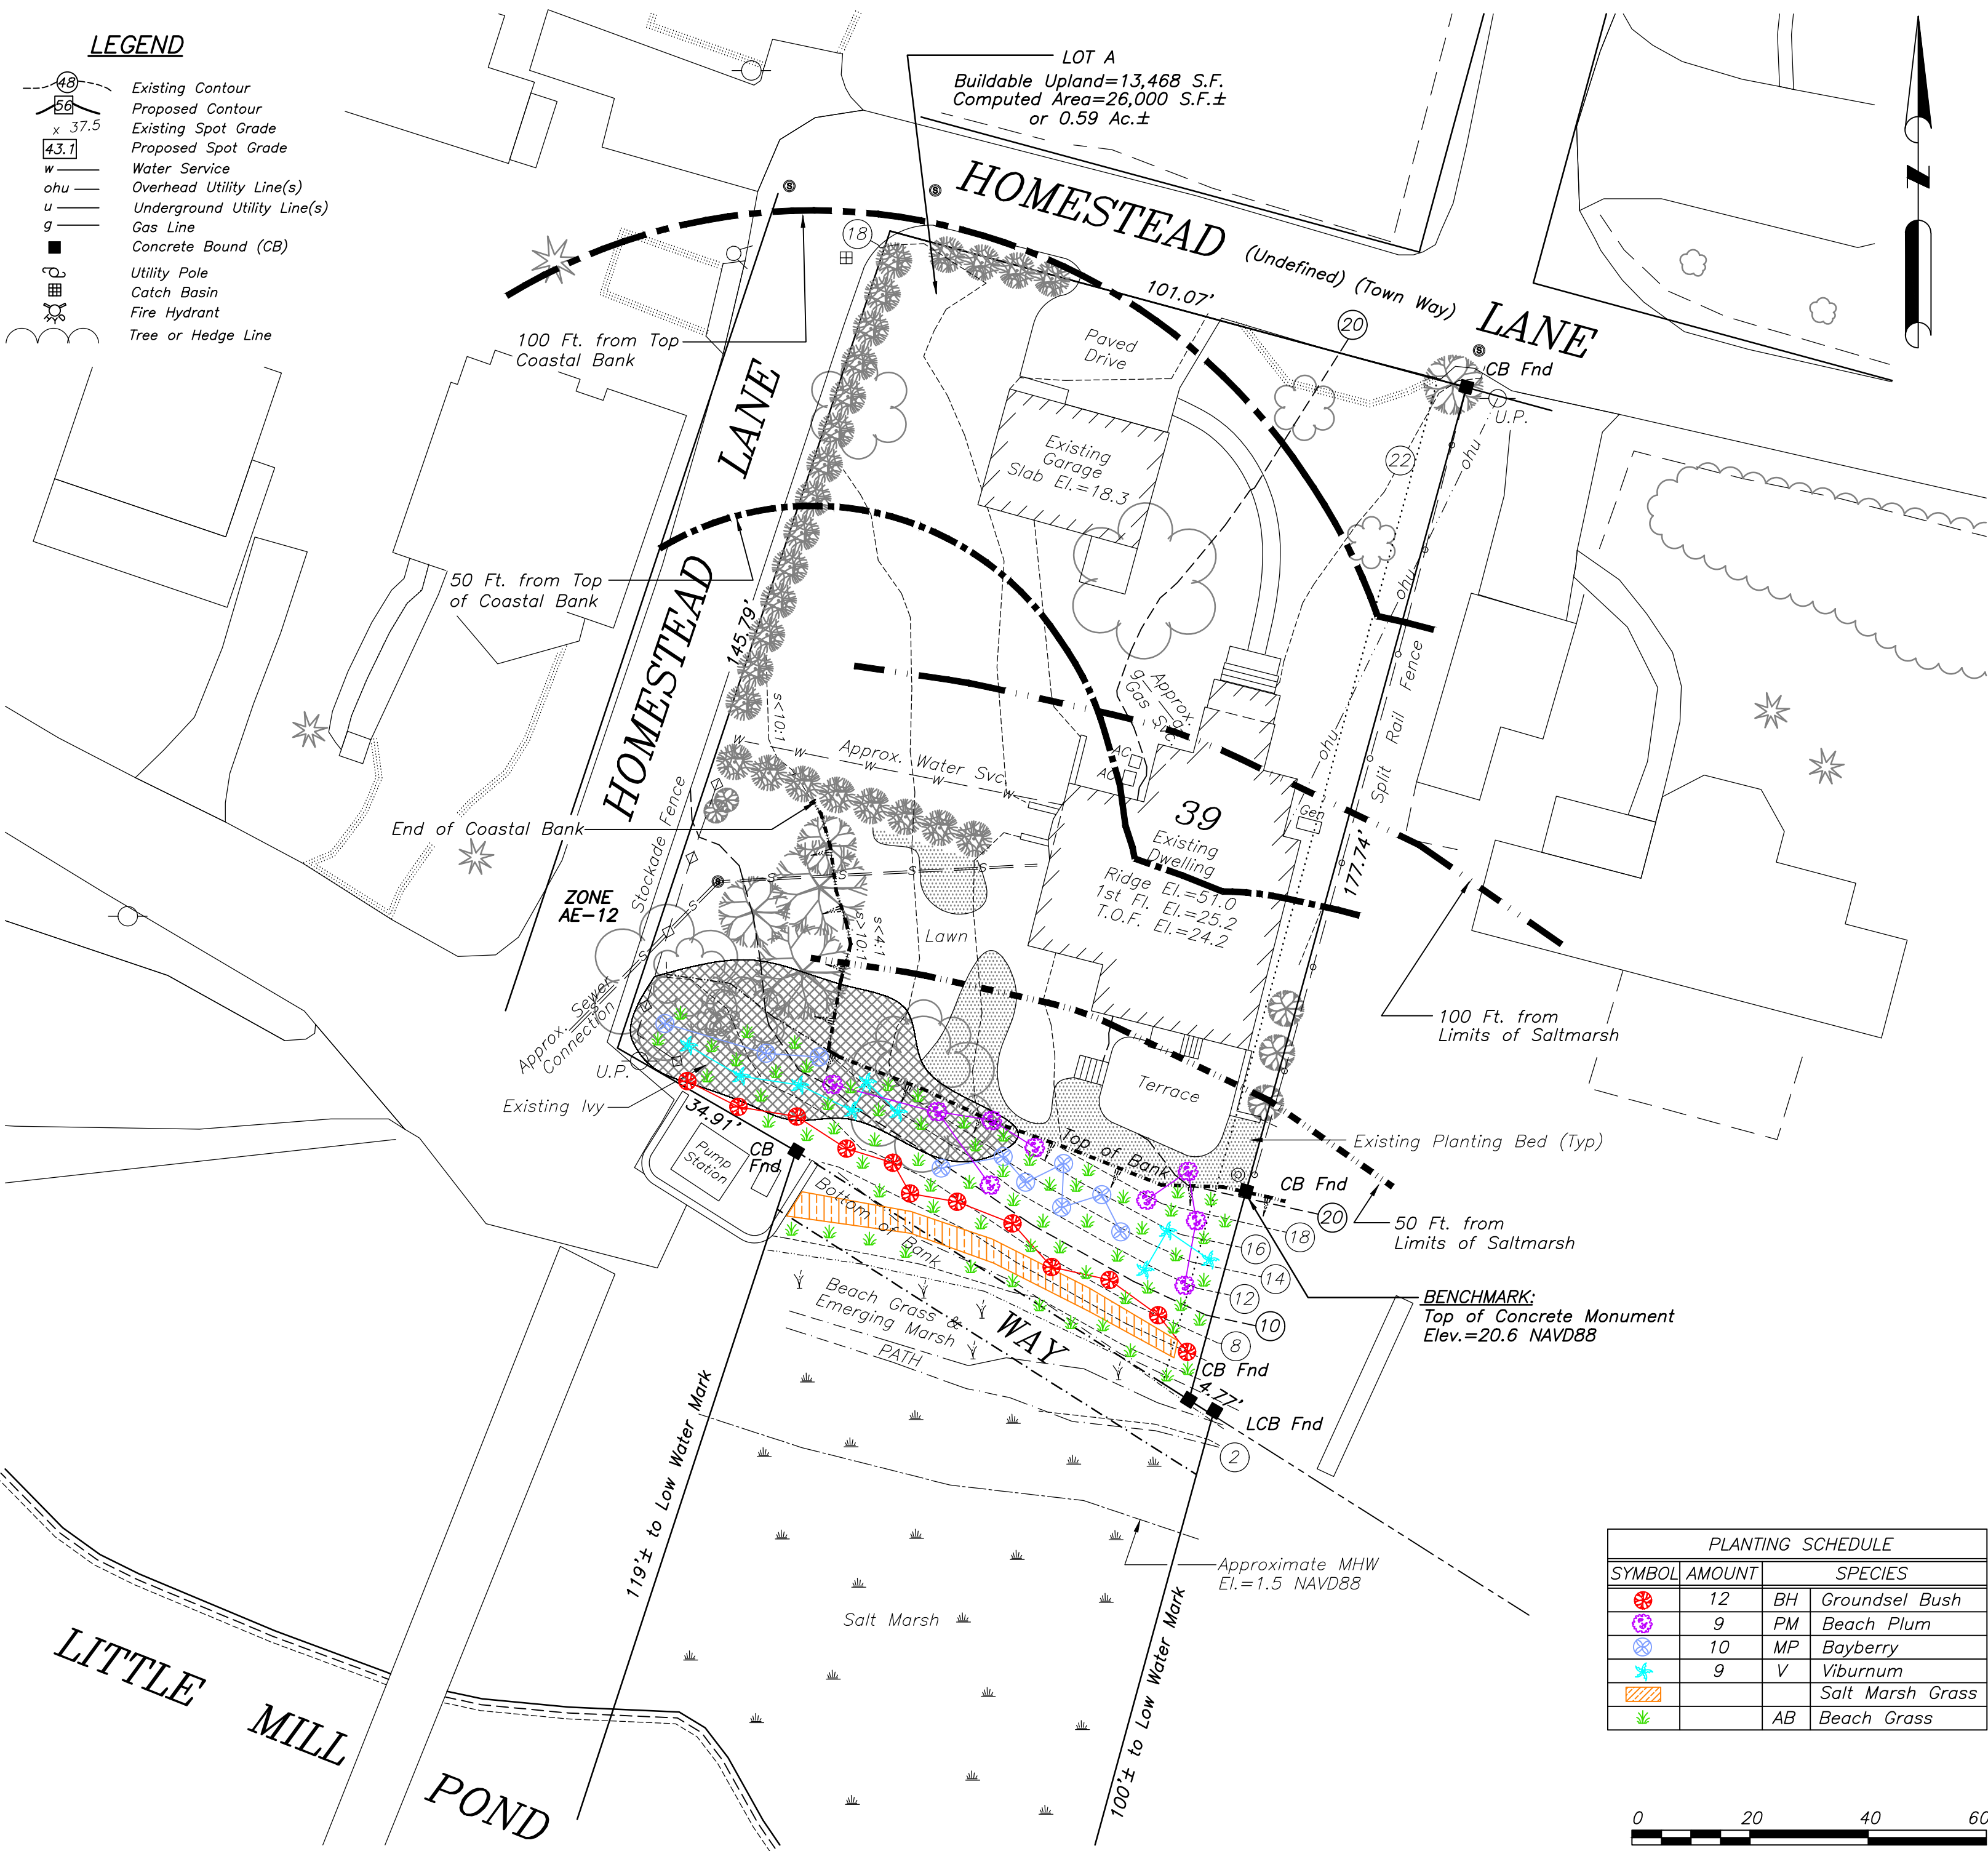 LEGEND
48
Existing Contour
56
Proposed Contour
x 37.5
Existing Spot Grade
43.1
Proposed Spot Grade
w
Water Service
ohu
Overhead Utility Line(s)
u
Underground Utility Line(s)
g
Gas Line
Concrete Bound (CB)
Utility Pole
Catch Basin
Fire Hydrant
Tree or Hedge Line
LOT A
Buildable Upland=13,468 S.F.
Computed Area=26,000 S.F.±
or 0.59 Ac.±
N
HOMESTEAD (Undefined) (Town Way) LANE
101.07'
18
20
22
CB Fnd
U.P.
ohu
ohu
ohu
100 Ft. from Top
Coastal Bank
Paved
Drive
Existing
Garage
Slab El.=18.3
HOMESTEAD LANE
50 Ft. from Top
of Coastal Bank
145.79'
s<10:1
Approx.
Gas Svc.
g
g
AC
AC
w
w
w
w
w
Approx. Water Svc.
Split Rail Fence
177.74'
Gen
39
Existing
Dwelling
Ridge El.=51.0
1st Fl. El.=25.2
T.O.F. El.=24.2
End of Coastal Bank
Stockade Fence
ZONE
AE-12
S
S
S
S
S
S
S
s>10:1
s<4:1
Lawn
Approx. Sewer
Connection
U.P.
Existing Ivy
34.91'
Pump
Station
CB
Fnd
Terrace
100 Ft. from
Limits of Saltmarsh
Existing Planting Bed (Typ)
Top of Bank
CB Fnd
20
18
16
14
12
10
8
50 Ft. from
Limits of Saltmarsh
BENCHMARK:
Top of Concrete Monument
Elev.=20.6 NAVD88
Bottom of Bank
Beach Grass &
Emerging Marsh
WAY
PATH
CB Fnd
4.77'
LCB Fnd
2
119'± to Low Water Mark
100'± to Low Water Mark
Approximate MHW
El.=1.5 NAVD88
Salt Marsh
LITTLE MILL POND
PLANTING SCHEDULE
SYMBOL AMOUNT SPECIES
12 BH Groundsel Bush
9 PM Beach Plum
10 MP Bayberry
9 V Viburnum
Salt Marsh Grass
AB Beach Grass
0 20 40 60